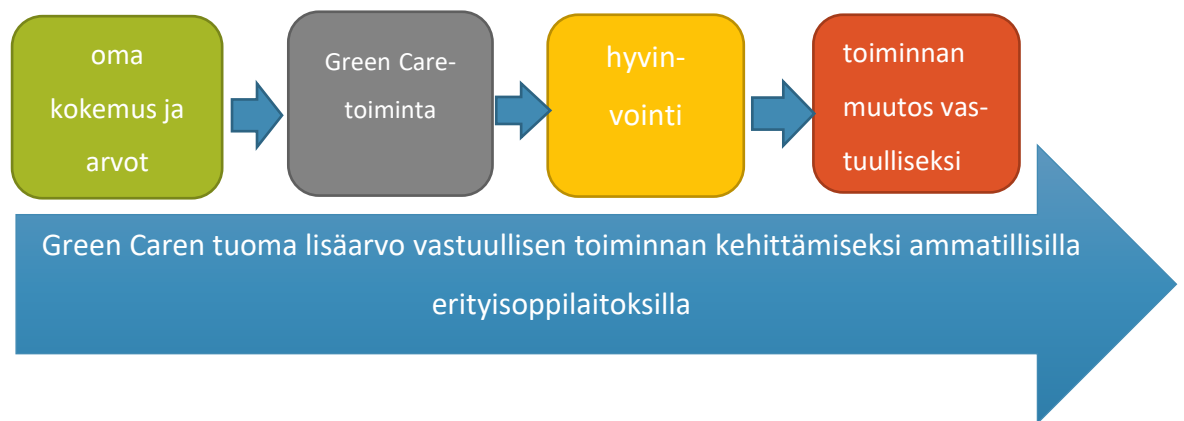 oma
kokemus ja
arvot
Green Care-
toiminta
hyvin-
vointi
toiminnan
muutos vas-
tuulliseksi
Green Caren tuoma lisäarvo vastuullisen toiminnan kehittämiseksi ammatillisilla
erityisoppilaitoksilla